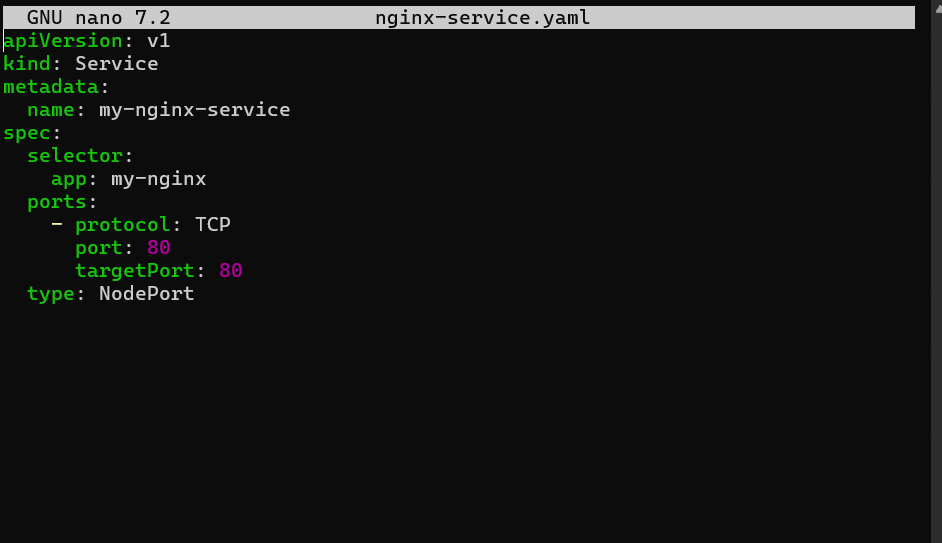 GNU nano 7.2 nginx-service.yaml
apiVersion: v1
kind: Service
metadata:
  name: my-nginx-service
spec:
  selector:
    app: my-nginx
  ports:
    - protocol: TCP
      port: 80
      targetPort: 80
  type: NodePort